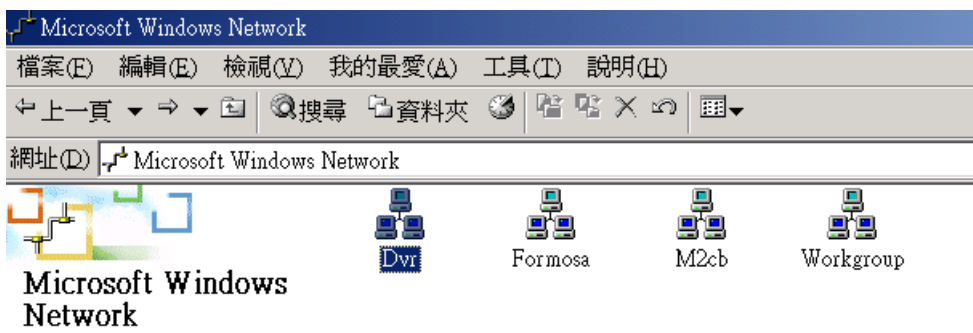 Microsoft Windows Network
檔案(F) 編輯(E) 檢視(V) 我的最愛(A) 工具(T) 說明(H)
上一頁 搜尋 資料夾
網址(D) Microsoft Windows Network
Dvr Formosa M2cb Workgroup
Microsoft Windows
Network